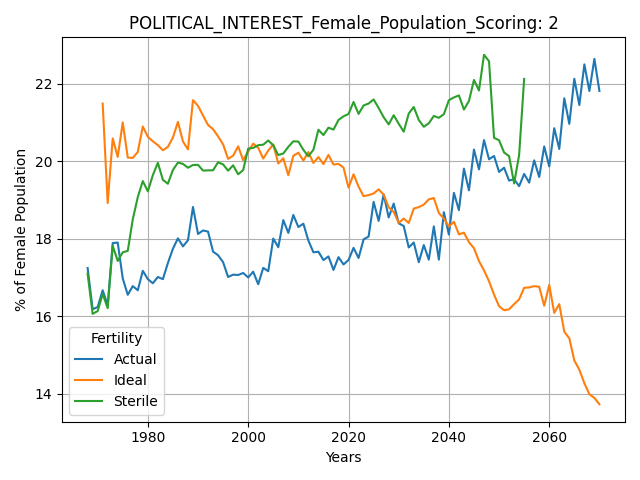 POLITICAL_INTEREST_Female_Population_Scoring: 2
% of Female Population
22
20
18
16
14
Fertility
Actual
Ideal
Sterile
1980
2000
2020
2040
2060
Years